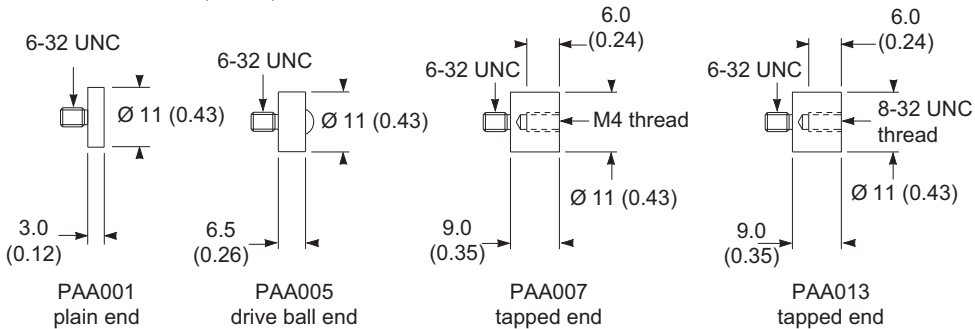 6-32 UNC
Ø 11 (0.43)
3.0
(0.12)
PAA001
plain end
6-32 UNC
Ø 11 (0.43)
6.5
(0.26)
PAA005
drive ball end
6.0
(0.24)
6-32 UNC
M4 thread
Ø 11 (0.43)
9.0
(0.35)
PAA007
tapped end
6.0
(0.24)
6-32 UNC
8-32 UNC
thread
Ø 11 (0.43)
9.0
(0.35)
PAA013
tapped end